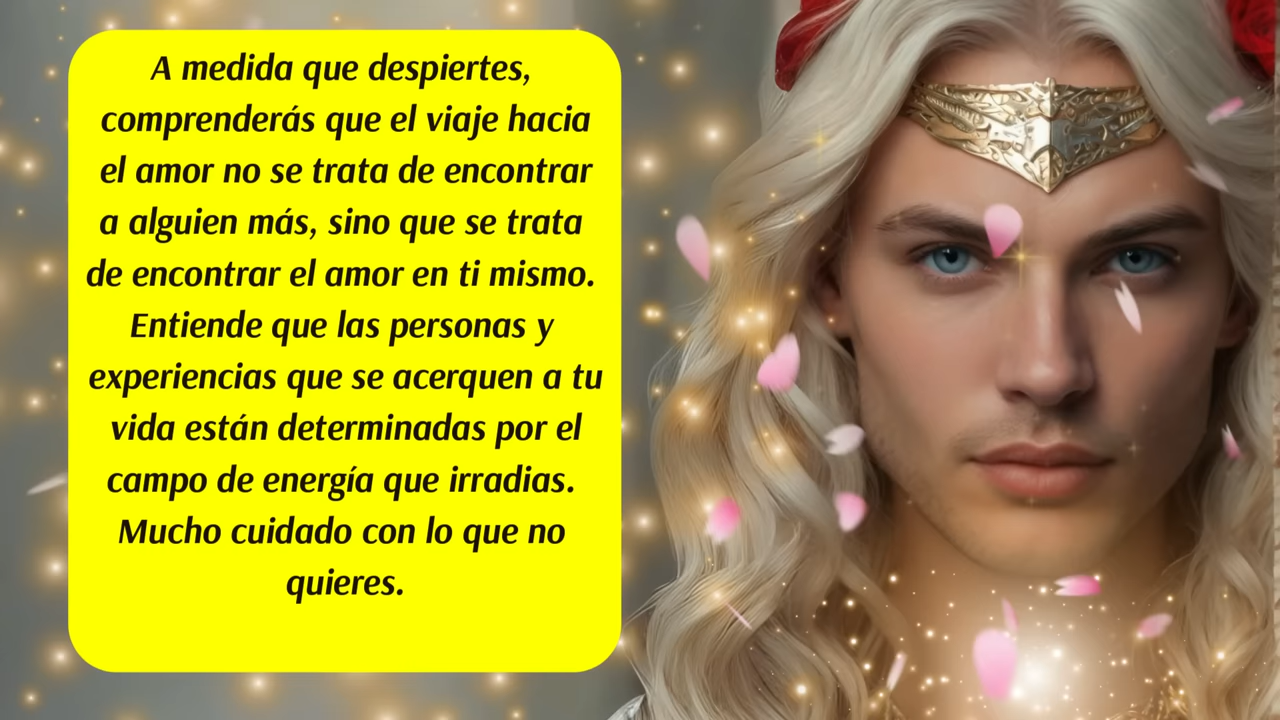 A medida que despiertes,
comprenderás que el viaje hacia
el amor no se trata de encontrar
a alguien más, sino que se trata
de encontrar el amor en ti mismo.
Entiende que las personas y
experiencias que se acerquen a tu
vida están determinadas por el
campo de energía que irradias.
Mucho cuidado con lo que no
quieres.